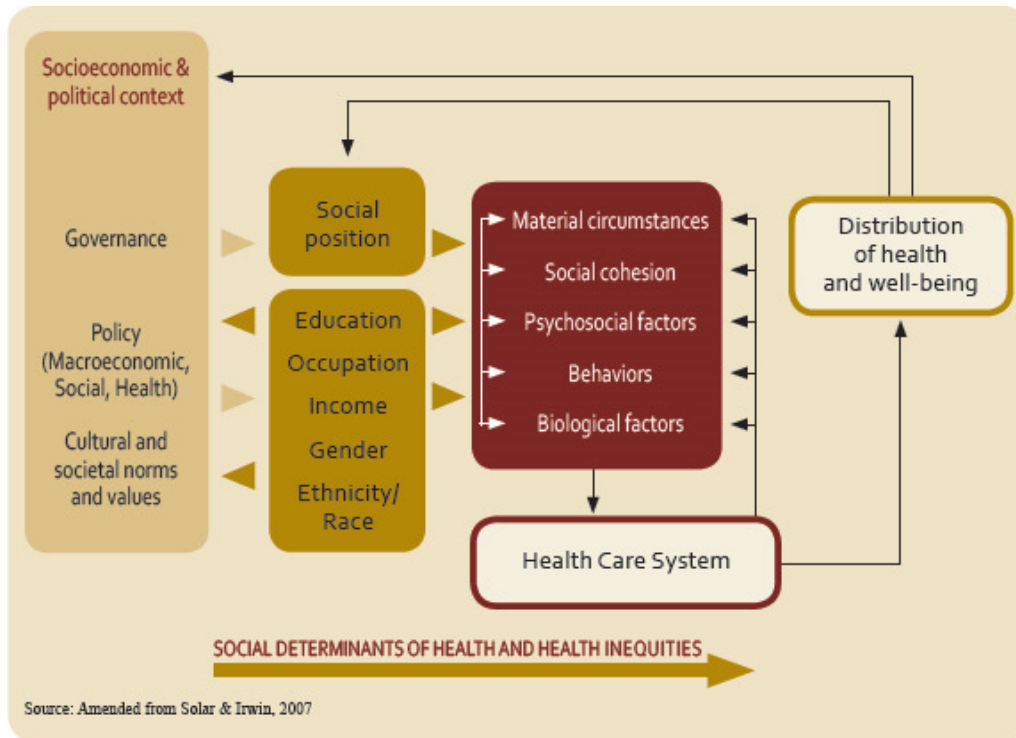 Socioeconomic &
political context
Governance
Policy
(Macroeconomic,
Social, Health)
Cultural and
societal norms
and values
Social
position
Education
Occupation
Income
Gender
Ethnicity/
Race
Material circumstances
Social cohesion
Psychosocial factors
Behaviors
Biological factors
Health Care System
Distribution
of health
and well-being
SOCIAL DETERMINANTS OF HEALTH AND HEALTH INEQUITIES
Source: Amended from Solar & Irwin, 2007